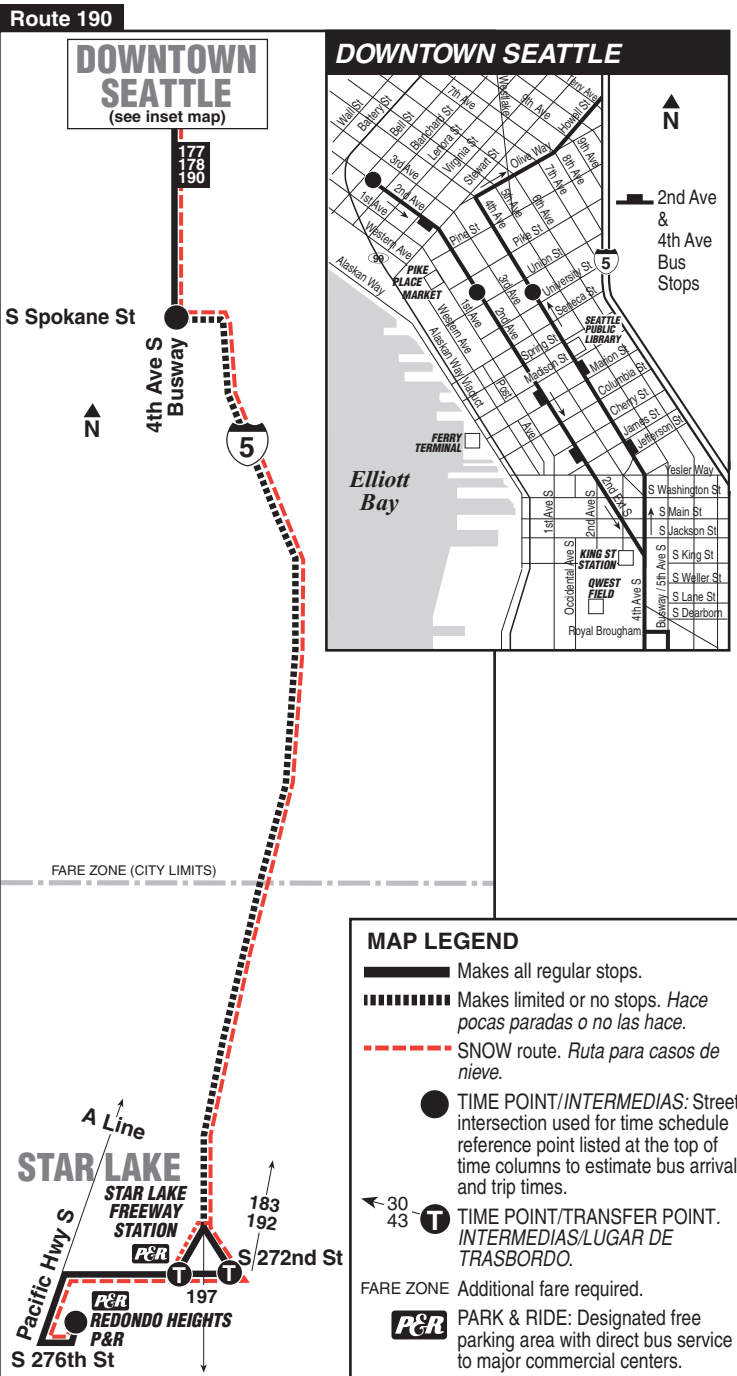 Route 190
DOWNTOWN
SEATTLE
(see inset map)
177
178
190
S Spokane St
4th Ave S
Busway
N
5
FARE ZONE (CITY LIMITS)
A Line
STAR LAKE
STAR LAKE
FREEWAY
STATION
P&R
183
192
S 272nd St
T
T
197
Pacific Hwy S
P&R
REDONDO HEIGHTS
P&R
S 276th St
DOWNTOWN SEATTLE
N
2nd Ave
&
4th Ave
Bus
Stops
Wall St
Battery St
Bell St
Blanchard St
Lenora St
Virginia St
Stewart St
7th Ave
Westlake
9th Ave
Terry Ave
Howell St
Olive Way
9th Ave
8th Ave
7th Ave
6th Ave
5th Ave
4th Ave
3rd Ave
2nd Ave
1st Ave
Western Ave
99
Alaskan Way
PIKE
PLACE
MARKET
Pine St
Pike St
Union St
University St
Seneca St
5
3rd Ave
2nd Ave
1st Ave
Western Ave
Alaskan Way Viaduct
Spring St
Madison St
SEATTLE
PUBLIC
LIBRARY
Marion St
Columbia St
Cherry St
James St
Jefferson St
Post
Ave
FERRY
TERMINAL
Elliott
Bay
Yesler Way
S Washington St
S Main St
S Jackson St
S King St
S Weller St
S Lane St
S Dearborn
1st Ave S
2nd Ave S
2nd Ext S
Occidental Ave S
KING ST
STATION
QWEST
FIELD
4th Ave S
Busway / 5th Ave S
Royal Brougham
MAP LEGEND
Makes all regular stops.
Makes limited or no stops. Hace
pocas paradas o no las hace.
SNOW route. Ruta para casos de
nieve.
TIME POINT/INTERMEDIAS: Street
intersection used for time schedule
reference point listed at the top of
time columns to estimate bus arrival
and trip times.
30
43
T
TIME POINT/TRANSFER POINT.
INTERMEDIAS/LUGAR DE
TRASBORDO.
FARE ZONE Additional fare required.
P&R PARK & RIDE: Designated free
parking area with direct bus service
to major commercial centers.